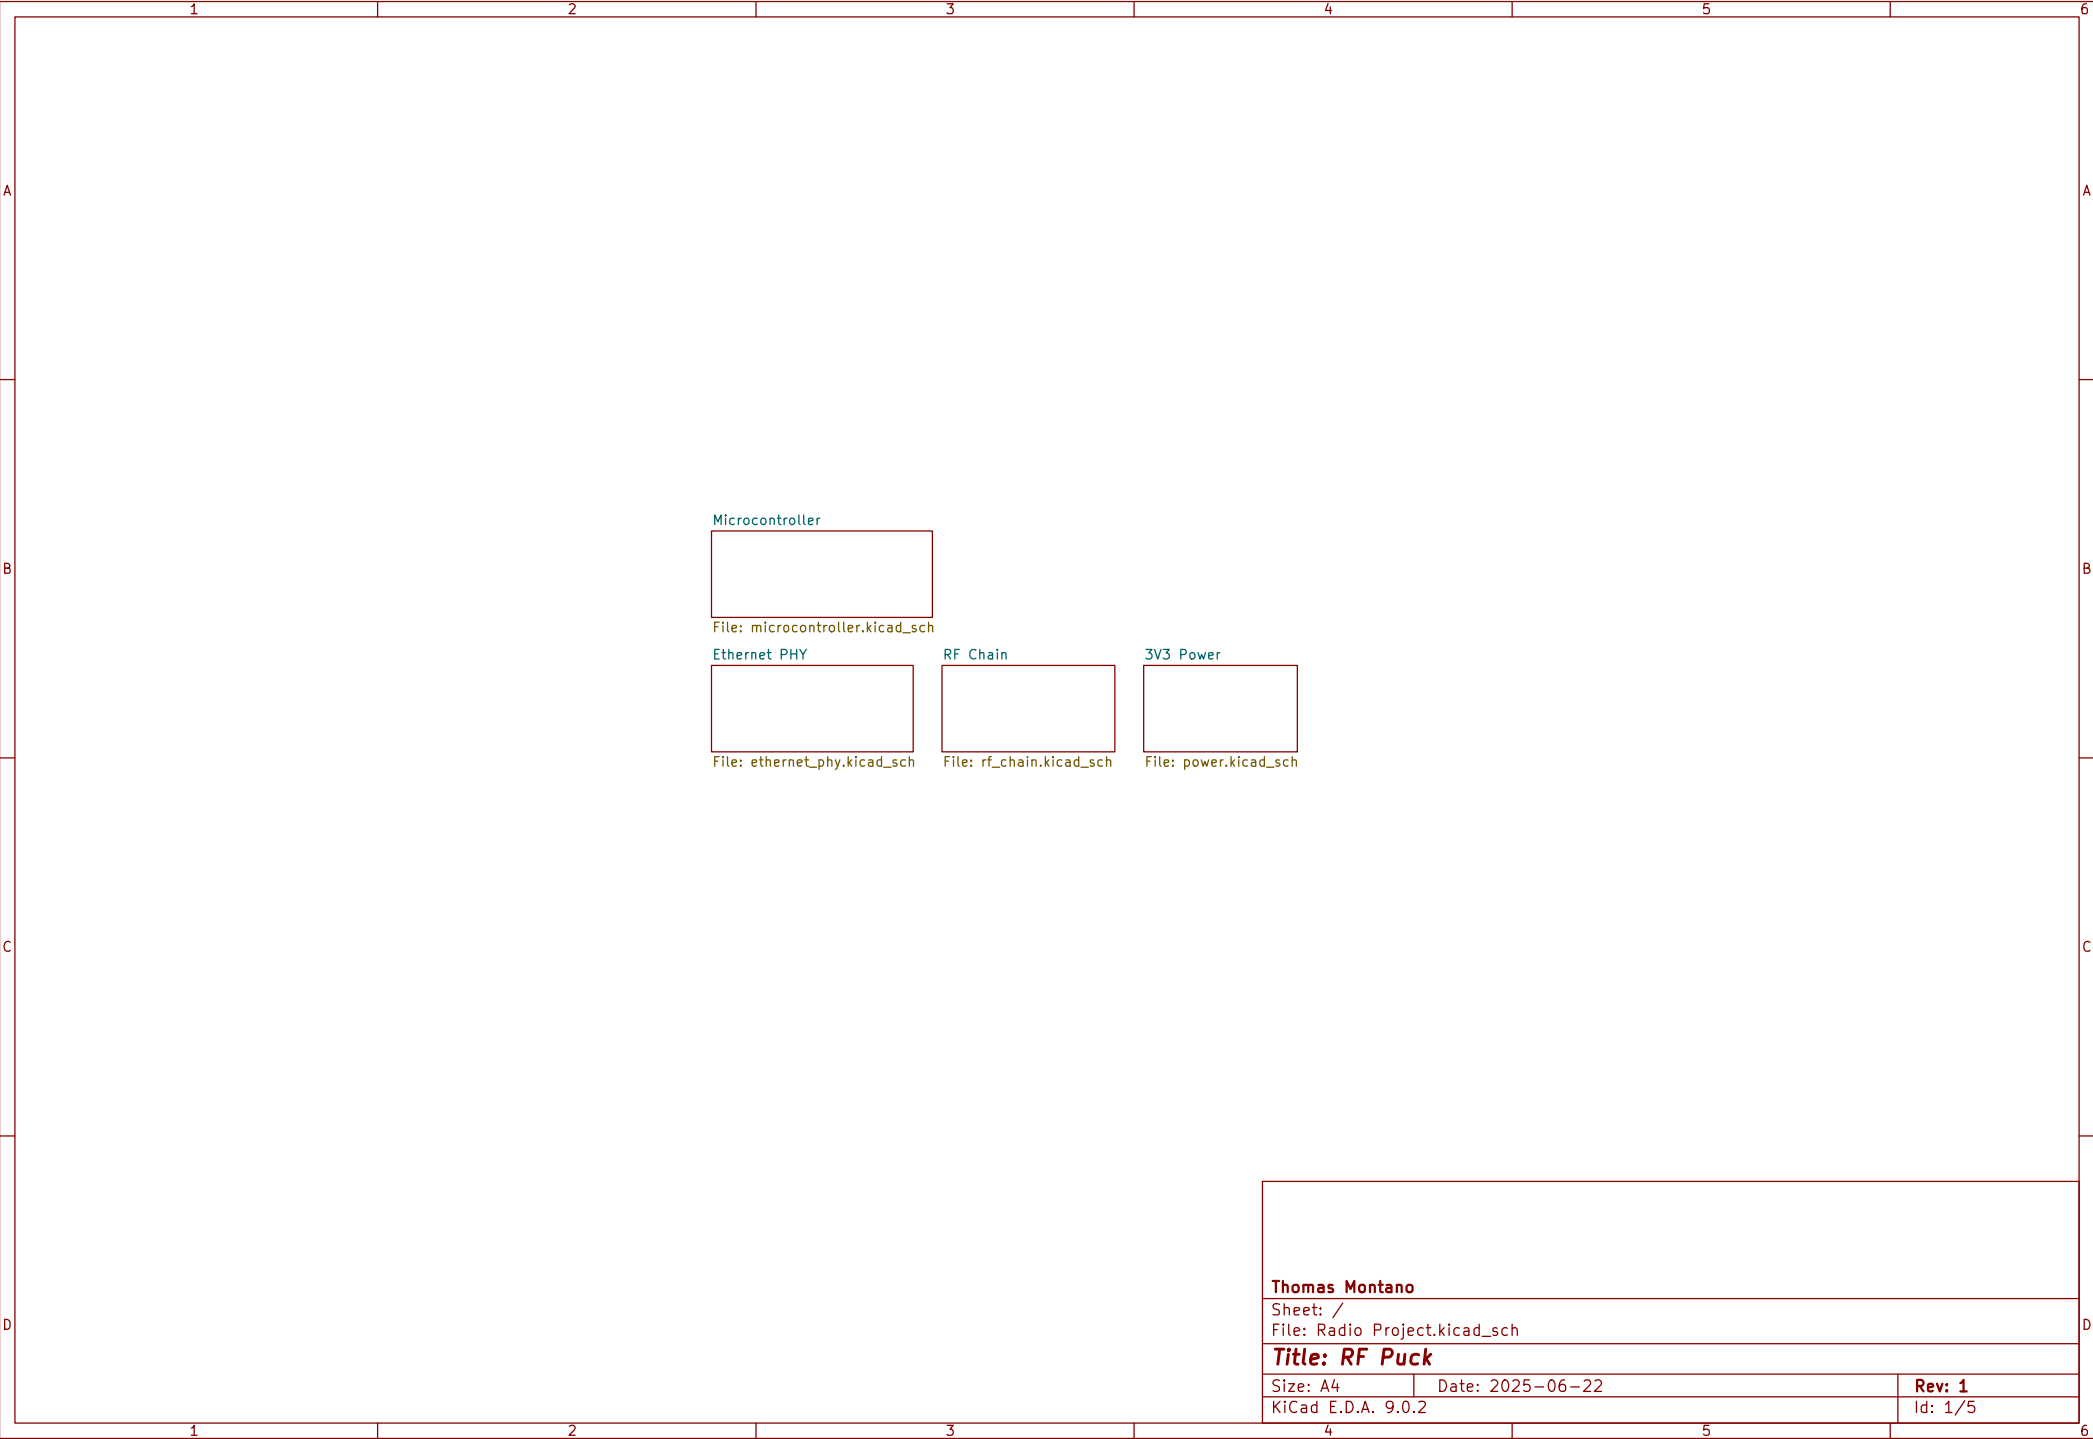 1 2 3 4 5 6
A A
Microcontroller
B B
File: microcontroller.kicad_sch
Ethernet PHY RF Chain 3V3 Power
File: ethernet_phy.kicad_sch File: rf_chain.kicad_sch File: power.kicad_sch
C C
Thomas Montano
Sheet: /
D D
File: Radio Project.kicad_sch
Title: RF Puck
Size: A4 Date: 2025-06-22 Rev: 1
KiCad E.D.A. 9.0.2 Id: 1/5
1 2 3 4 5 6